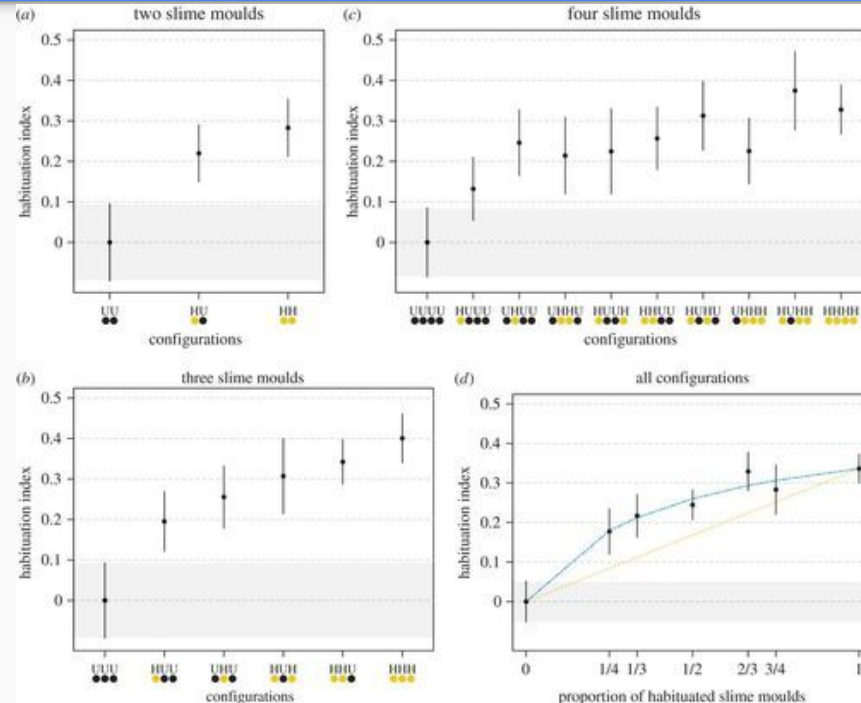 (a) two slime moulds
0.5
0.4
0.3
0.2
0.1
0
habituation index
UU HU HH
configurations
(c) four slime moulds
0.5
0.4
0.3
0.2
0.1
0
habituation index
UUUU HUUU UHUU UHHU HUUH HHUU HUHU UHHH HUHH HHHH
configurations
(b) three slime moulds
0.5
0.4
0.3
0.2
0.1
0
habituation index
UUU HUU UHU HUH HHU HHH
configurations
(d) all configurations
0.5
0.4
0.3
0.2
0.1
0
habituation index
0 1/4 1/3 1/2 2/3 3/4 1
proportion of habituated slime moulds